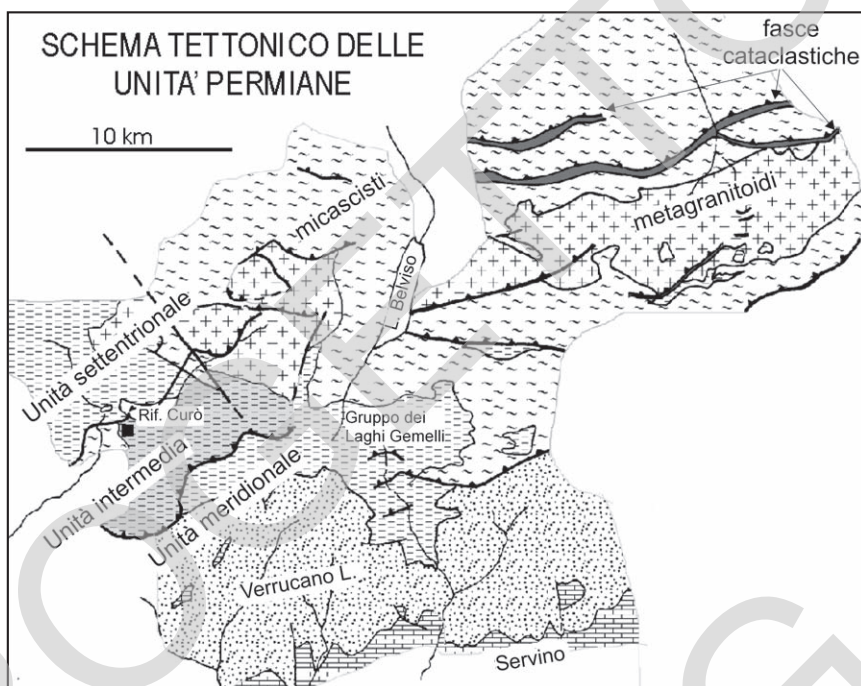 SCHEMA TETTONICO DELLE
UNITA' PERMIANE
10 km
fasce
cataclastiche
micascisti
metagranitoidi
L. Belviso
Unità settentrionale
Rif. Curò
Gruppo dei
Laghi Gemelli
Unità intermedia
Unità meridionale
Verrucano L.
Servino